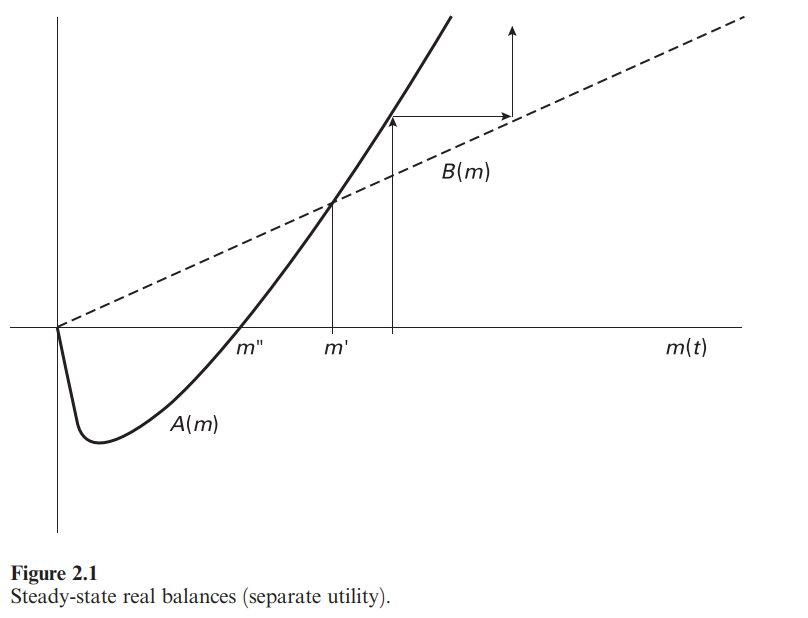 B(m)
m"
m'
m(t)
A(m)
Figure 2.1
Steady-state real balances (separate utility).